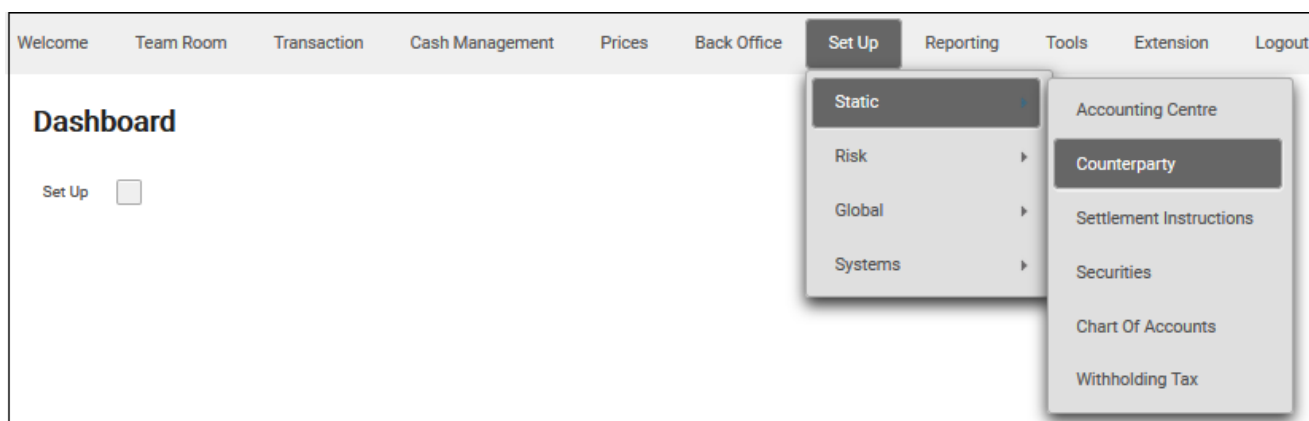 Welcome Team Room Transaction Cash Management Prices Back Office Set Up Reporting Tools Extension Logout
Dashboard
Set Up
Static
Risk
Global
Systems
Accounting Centre
Counterparty
Settlement Instructions
Securities
Chart Of Accounts
Withholding Tax